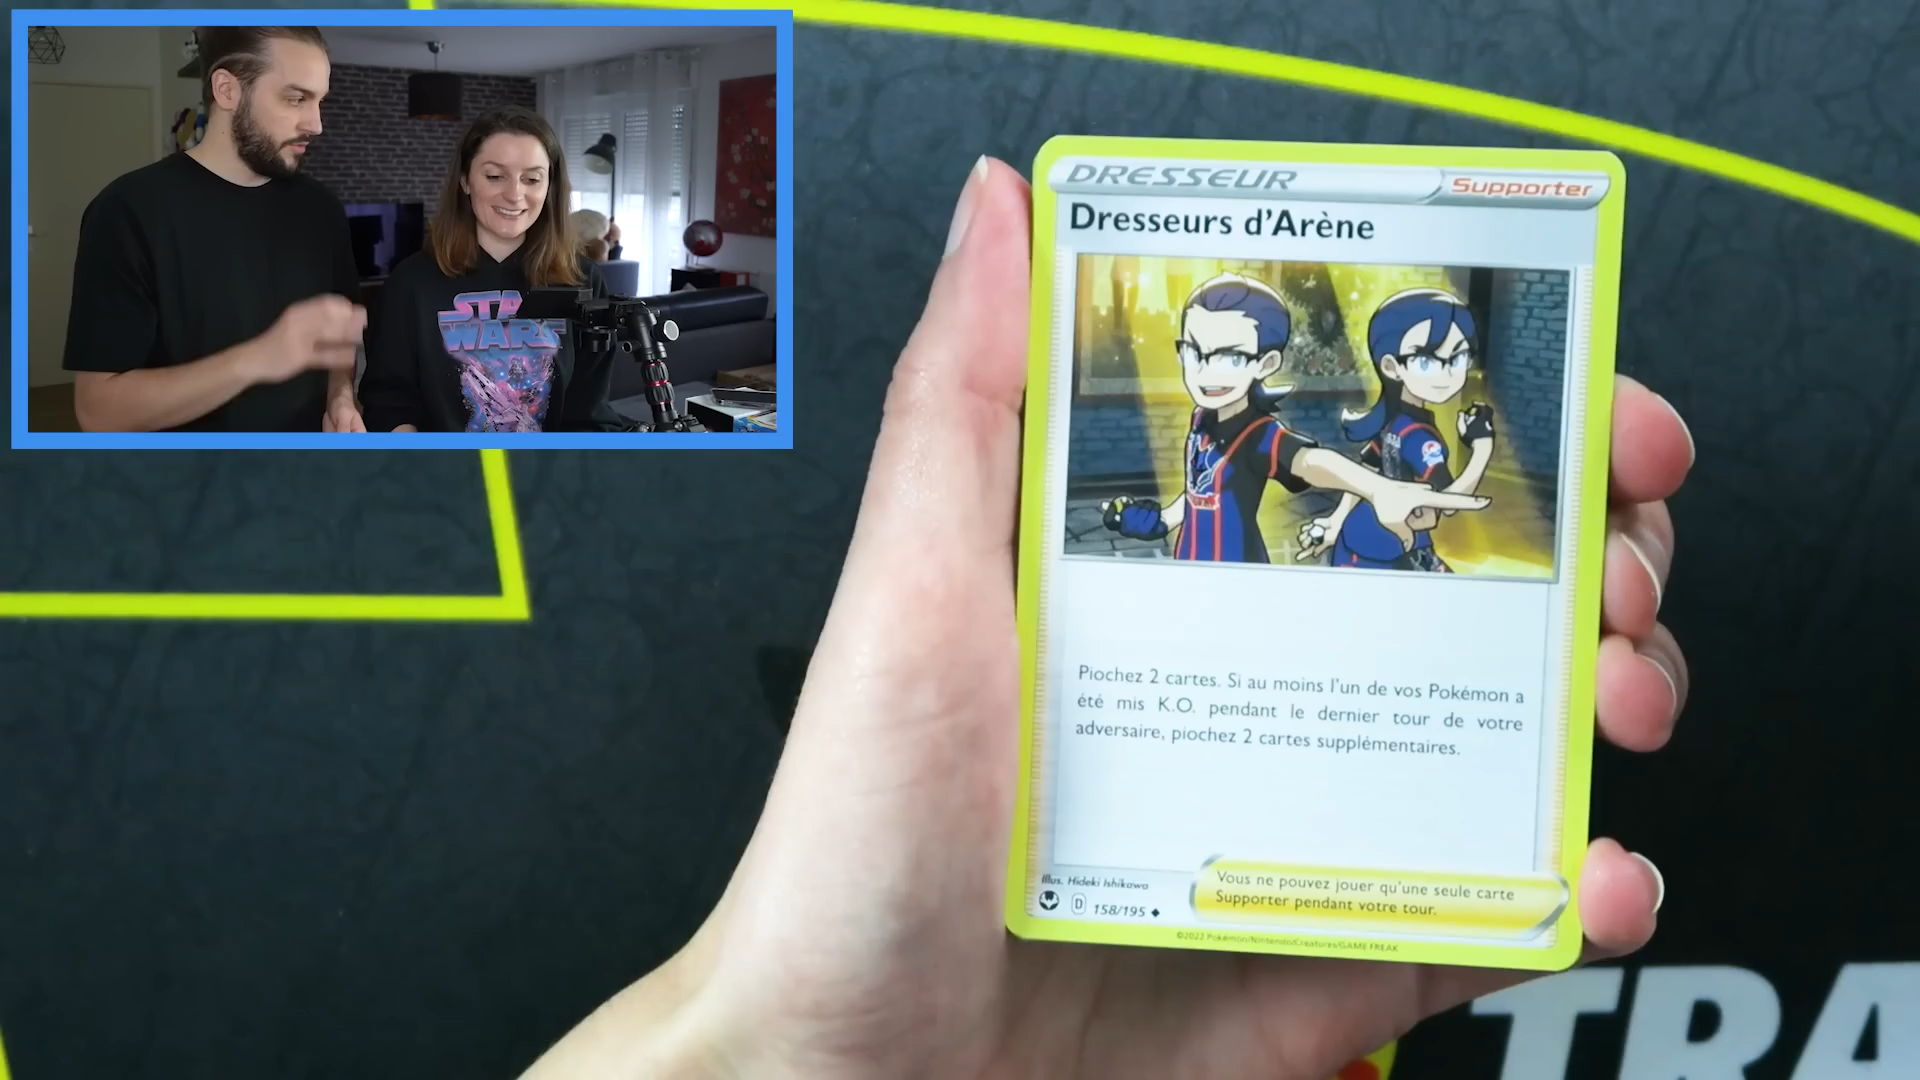 STA
WARS
DRESSEUR
Supporter
Dresseurs d'Arène
Piochez 2 cartes. Si au moins l'un de vos Pokémon a
été mis K.O. pendant le dernier tour de votre
adversaire, piochez 2 cartes supplémentaires.
Illus. Hideki Ishikawa
D 158/195
Vous ne pouvez jouer qu'une seule carte
Supporter pendant votre tour.
©2022 Pokémon/Nintendo/Creatures/GAME FREAK
TRA